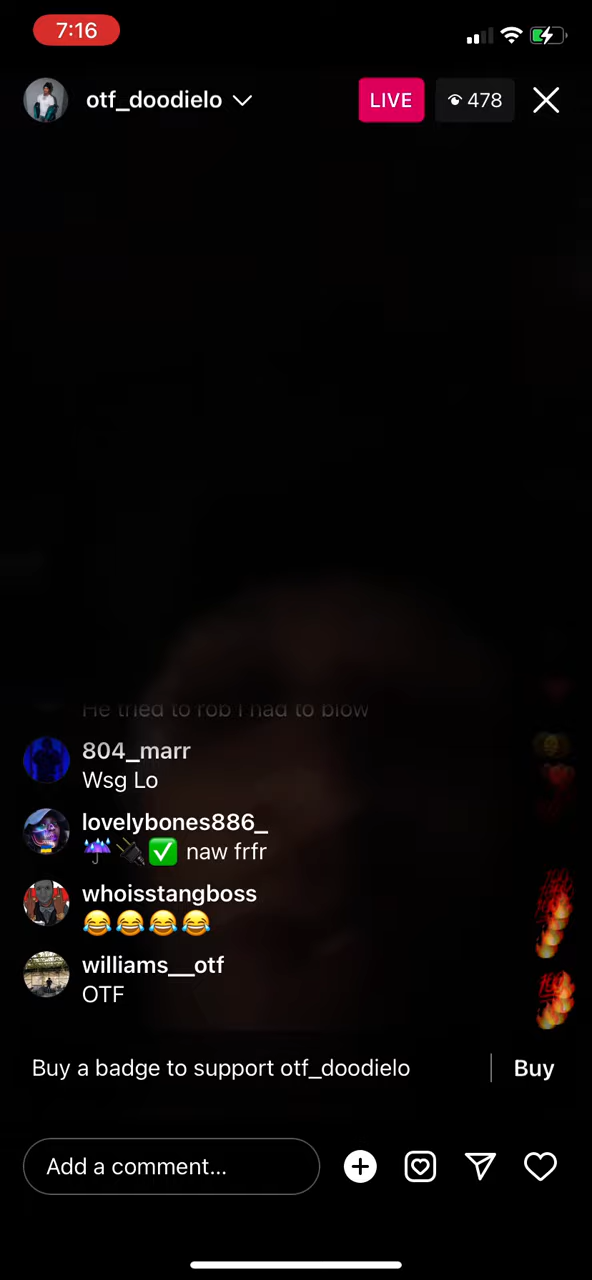 7:16
otf_doodielo
LIVE
478
He tried to rob I had to blow
804_marr
Wsg Lo
lovelybones886_
☔🔌✅ naw frfr
whoisstangboss
😂😂😂😂
williams__otf
OTF
Buy a badge to support otf_doodielo
Buy
Add a comment...